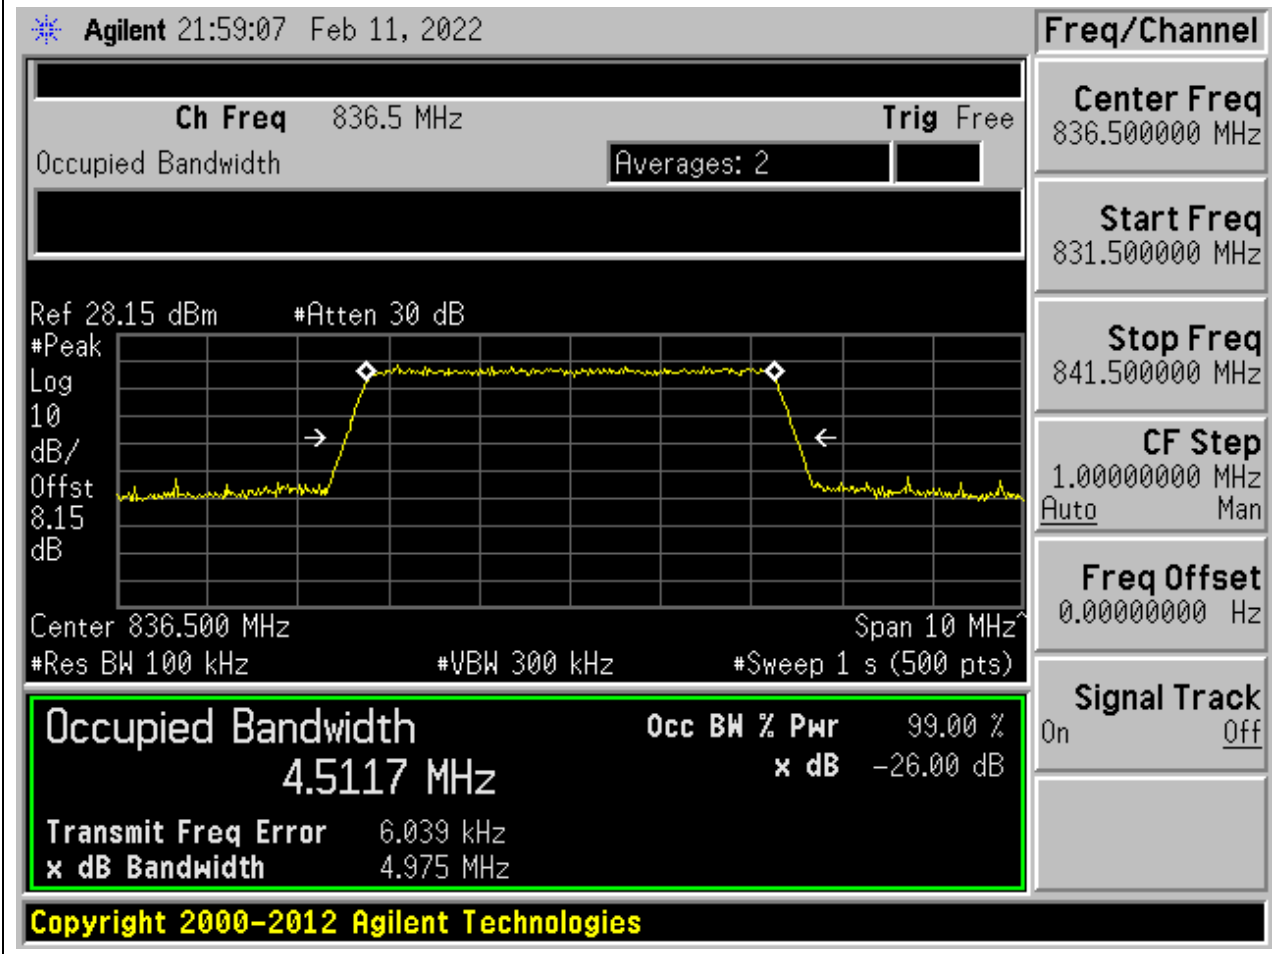 Agilent 21:59:07 Feb 11, 2022
Freq/Channel
Ch Freq 836.5 MHz Trig Free
Occupied Bandwidth Averages: 2
Ref 28.15 dBm #Atten 30 dB
#Peak
Log
10
dB/
Offst
8.15
dB
Center 836.500 MHz Span 10 MHz^
#Res BW 100 kHz #VBW 300 kHz #Sweep 1 s (500 pts)
Occupied Bandwidth Occ BW % Pwr 99.00 %
4.5117 MHz x dB -26.00 dB
Transmit Freq Error 6.039 kHz
x dB Bandwidth 4.975 MHz
Copyright 2000-2012 Agilent Technologies
Center Freq
836.500000 MHz
Start Freq
831.500000 MHz
Stop Freq
841.500000 MHz
CF Step
1.00000000 MHz
Auto Man
Freq Offset
0.00000000 Hz
Signal Track
On Off